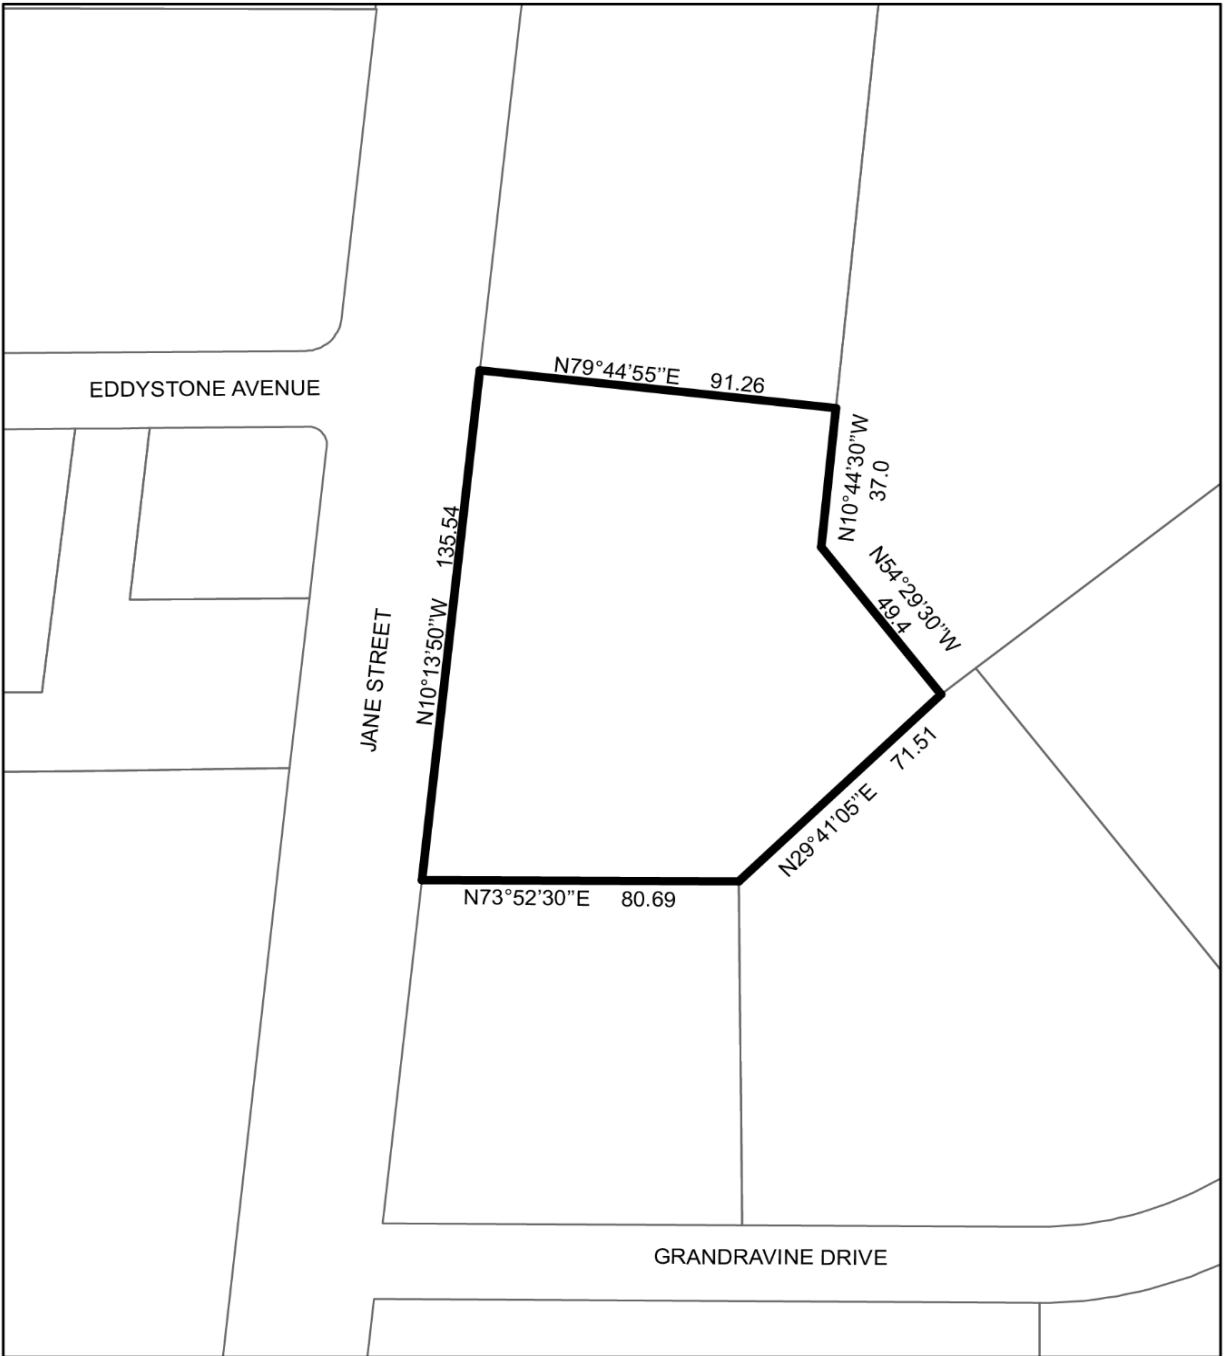 N79°44’55’’E 91.26
EDDYSTONE AVENUE
N10°44’30’’W
37.0
N10°13’50’’W 135.54
N54°29’30’’W
49.4
JANE STREET
N29°41’05’’E 71.51
N73°52’30’’E 80.69
GRANDRAVINE DRIVE